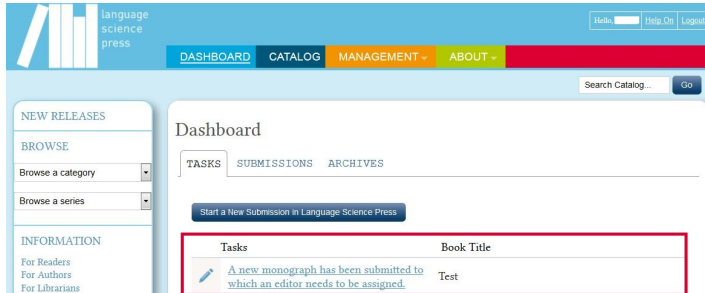 language
science
press
Hello, Help On Logout
DASHBOARD CATALOG MANAGEMENT ABOUT
Search Catalog... Go
NEW RELEASES
BROWSE
Browse a category
Browse a series
INFORMATION
For Readers
For Authors
For Librarians
Dashboard
TASKS SUBMISSIONS ARCHIVES
Start a New Submission in Language Science Press
Tasks Book Title
A new monograph has been submitted to
which an editor needs to be assigned.
Test